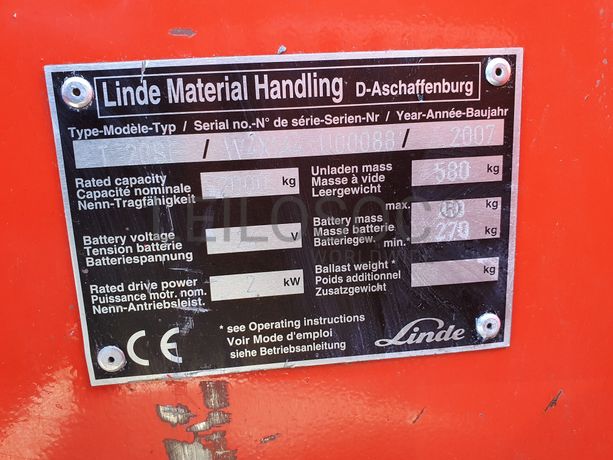 Linde Material Handling D-Aschaffenburg
Type-Modèle-Typ / Serial no.-N° de série-Serien-Nr / Year-Année-Baujahr
/ / 2007
Rated capacity
Capacité nominale
Nenn-Tragfähigkeit
kg
Unladen mass
Masse à vide
Leergewicht
580 kg
Battery voltage
Tension batterie
Batteriespannung
V
Battery mass
Masse batterie
Batteriegew.
max. kg
min. 270
Rated drive power
Puissance motr. nom.
Nenn-Antriebsleist.
2 kW
Ballast weight *
Poids additionnel
Zusatzgewicht
kg
CE
* see Operating instructions
Voir Mode d'emploi
siehe Betriebsanleitung
Linde